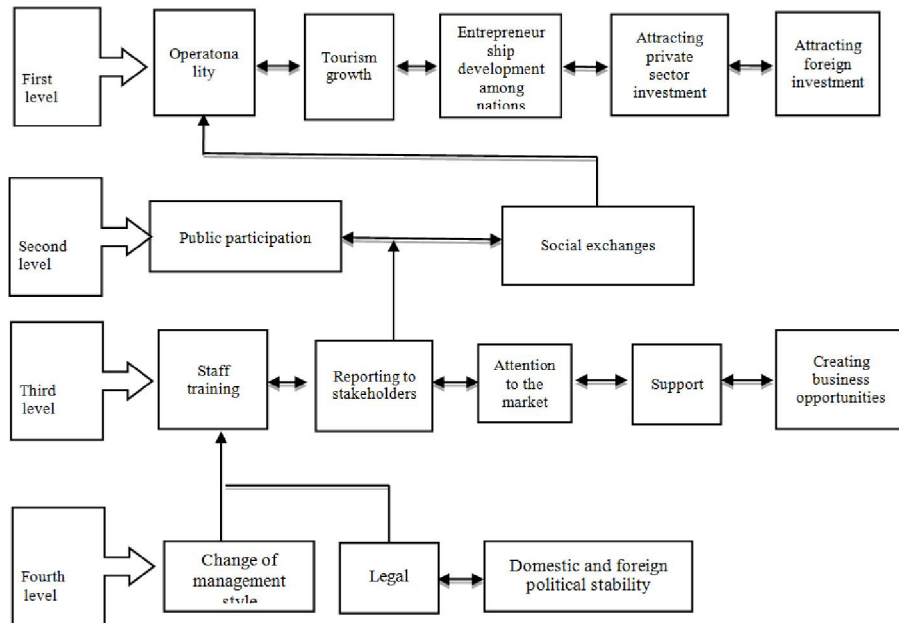 First
level
Operatona
lity
Tourism
growth
Entrepreneur
ship
development
among
nations
Attracting
private
sector
investment
Attracting
foreign
investment
Second
level
Public participation
Social exchanges
Third
level
Staff
training
Reporting to
stakeholders
Attention
to the
market
Support
Creating
business
opportunities
Fourth
level
Change of
management
style
Legal
Domestic and foreign
political stability